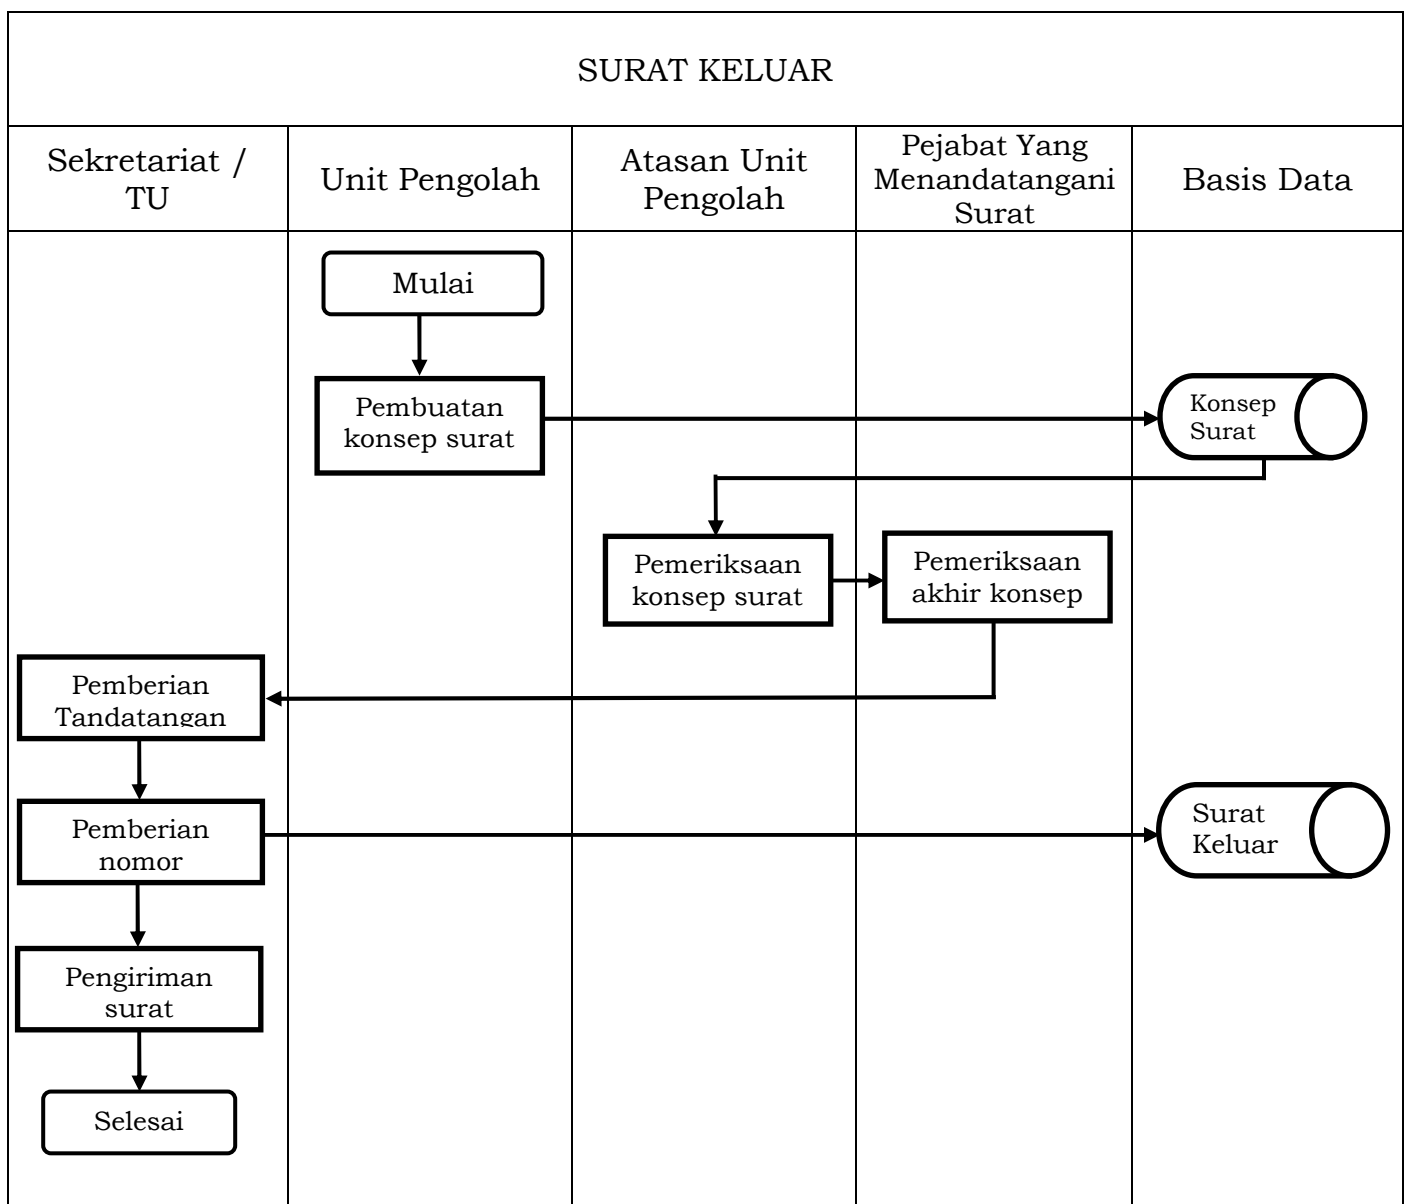 SURAT KELUAR
Sekretariat /
TU
Unit Pengolah
Atasan Unit
Pengolah
Pejabat Yang
Menandatangani
Surat
Basis Data
Mulai
Pembuatan
konsep surat
Konsep
Surat
Pemeriksaan
konsep surat
Pemeriksaan
akhir konsep
Pemberian
Tandatangan
Pemberian
nomor
Surat
Keluar
Pengiriman
surat
Selesai